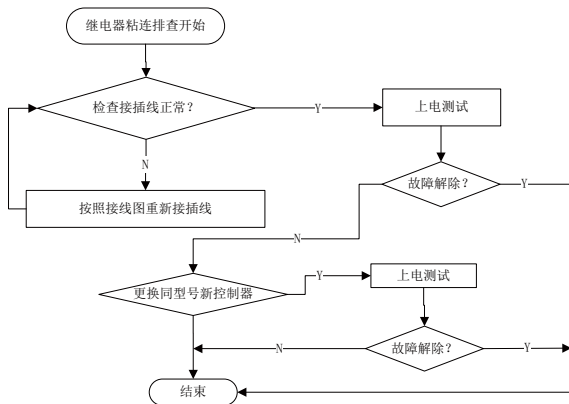 继电器粘连排查开始
检查接插线正常？
Y
上电测试
N
故障解除？
Y
按照接线图重新接插线
N
更换同型号新控制器
Y
上电测试
N
故障解除？
Y
结束